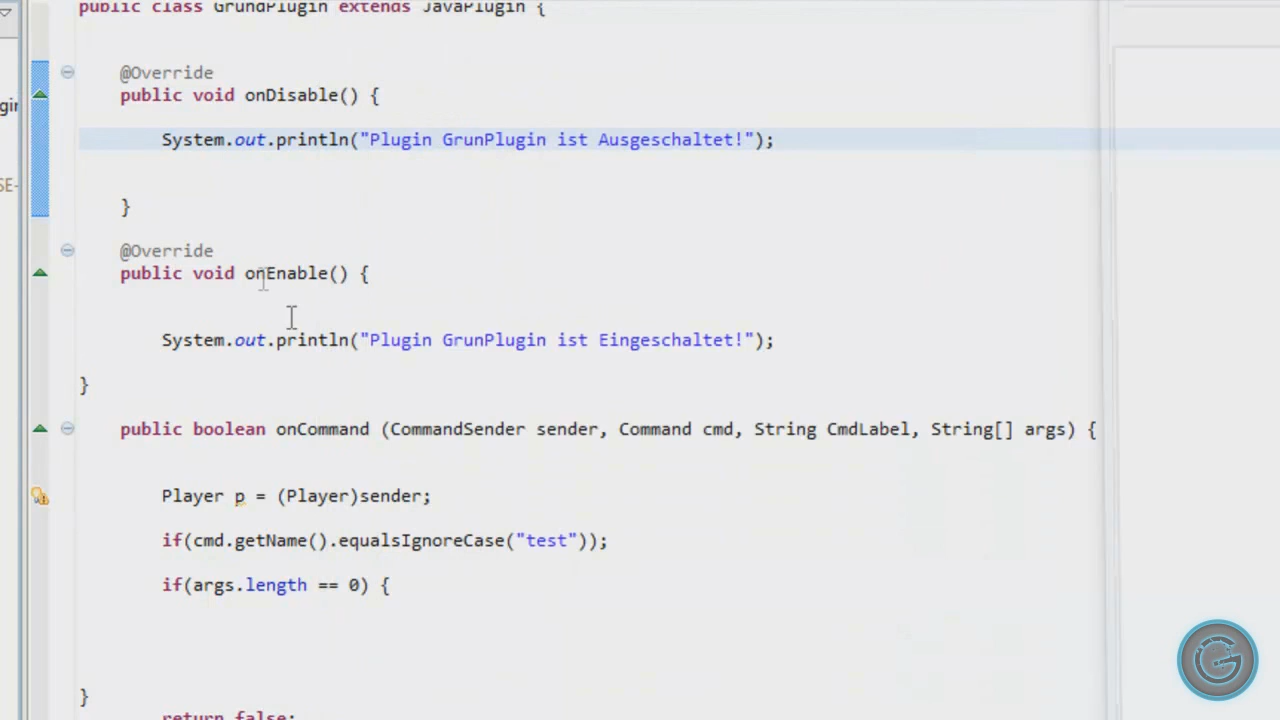 public class GrundPlugin extends JavaPlugin {
@Override
public void onDisable() {
System.out.println("Plugin GrunPlugin ist Ausgeschaltet!");
}
@Override
public void onEnable() {
System.out.println("Plugin GrunPlugin ist Eingeschaltet!");
}
public boolean onCommand (CommandSender sender, Command cmd, String CmdLabel, String[] args) {
Player p = (Player)sender;
if(cmd.getName().equalsIgnoreCase("test"));
if(args.length == 0) {
}
return false;
gin
SE-
G